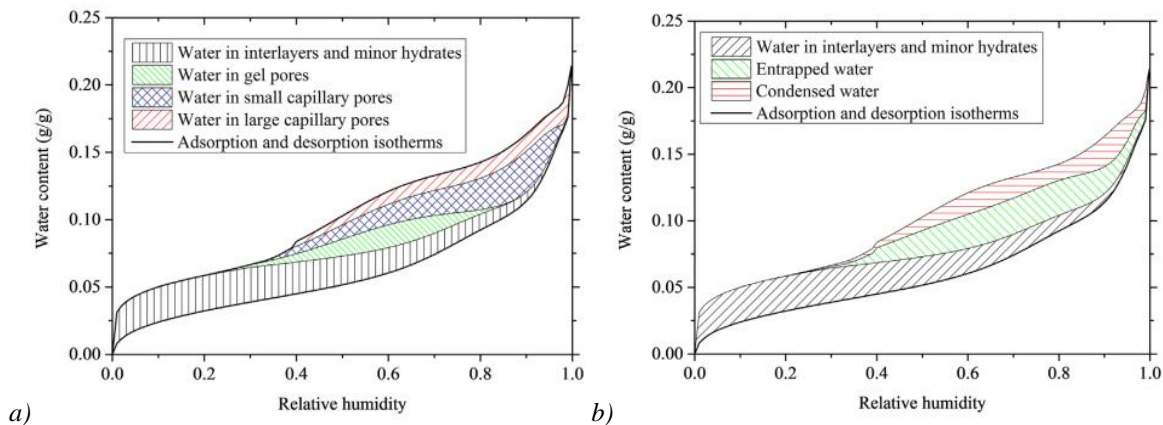 0.25
0.20
0.15
0.10
0.05
0.00
Water content (g/g)
Water in interlayers and minor hydrates
Water in gel pores
Water in small capillary pores
Water in large capillary pores
Adsorption and desorption isotherms
0.0 0.2 0.4 0.6 0.8 1.0
Relative humidity
a)
0.25
0.20
0.15
0.10
0.05
0.00
Water content (g/g)
Water in interlayers and minor hydrates
Entrapped water
Condensed water
Adsorption and desorption isotherms
0.0 0.2 0.4 0.6 0.8 1.0
Relative humidity
b)